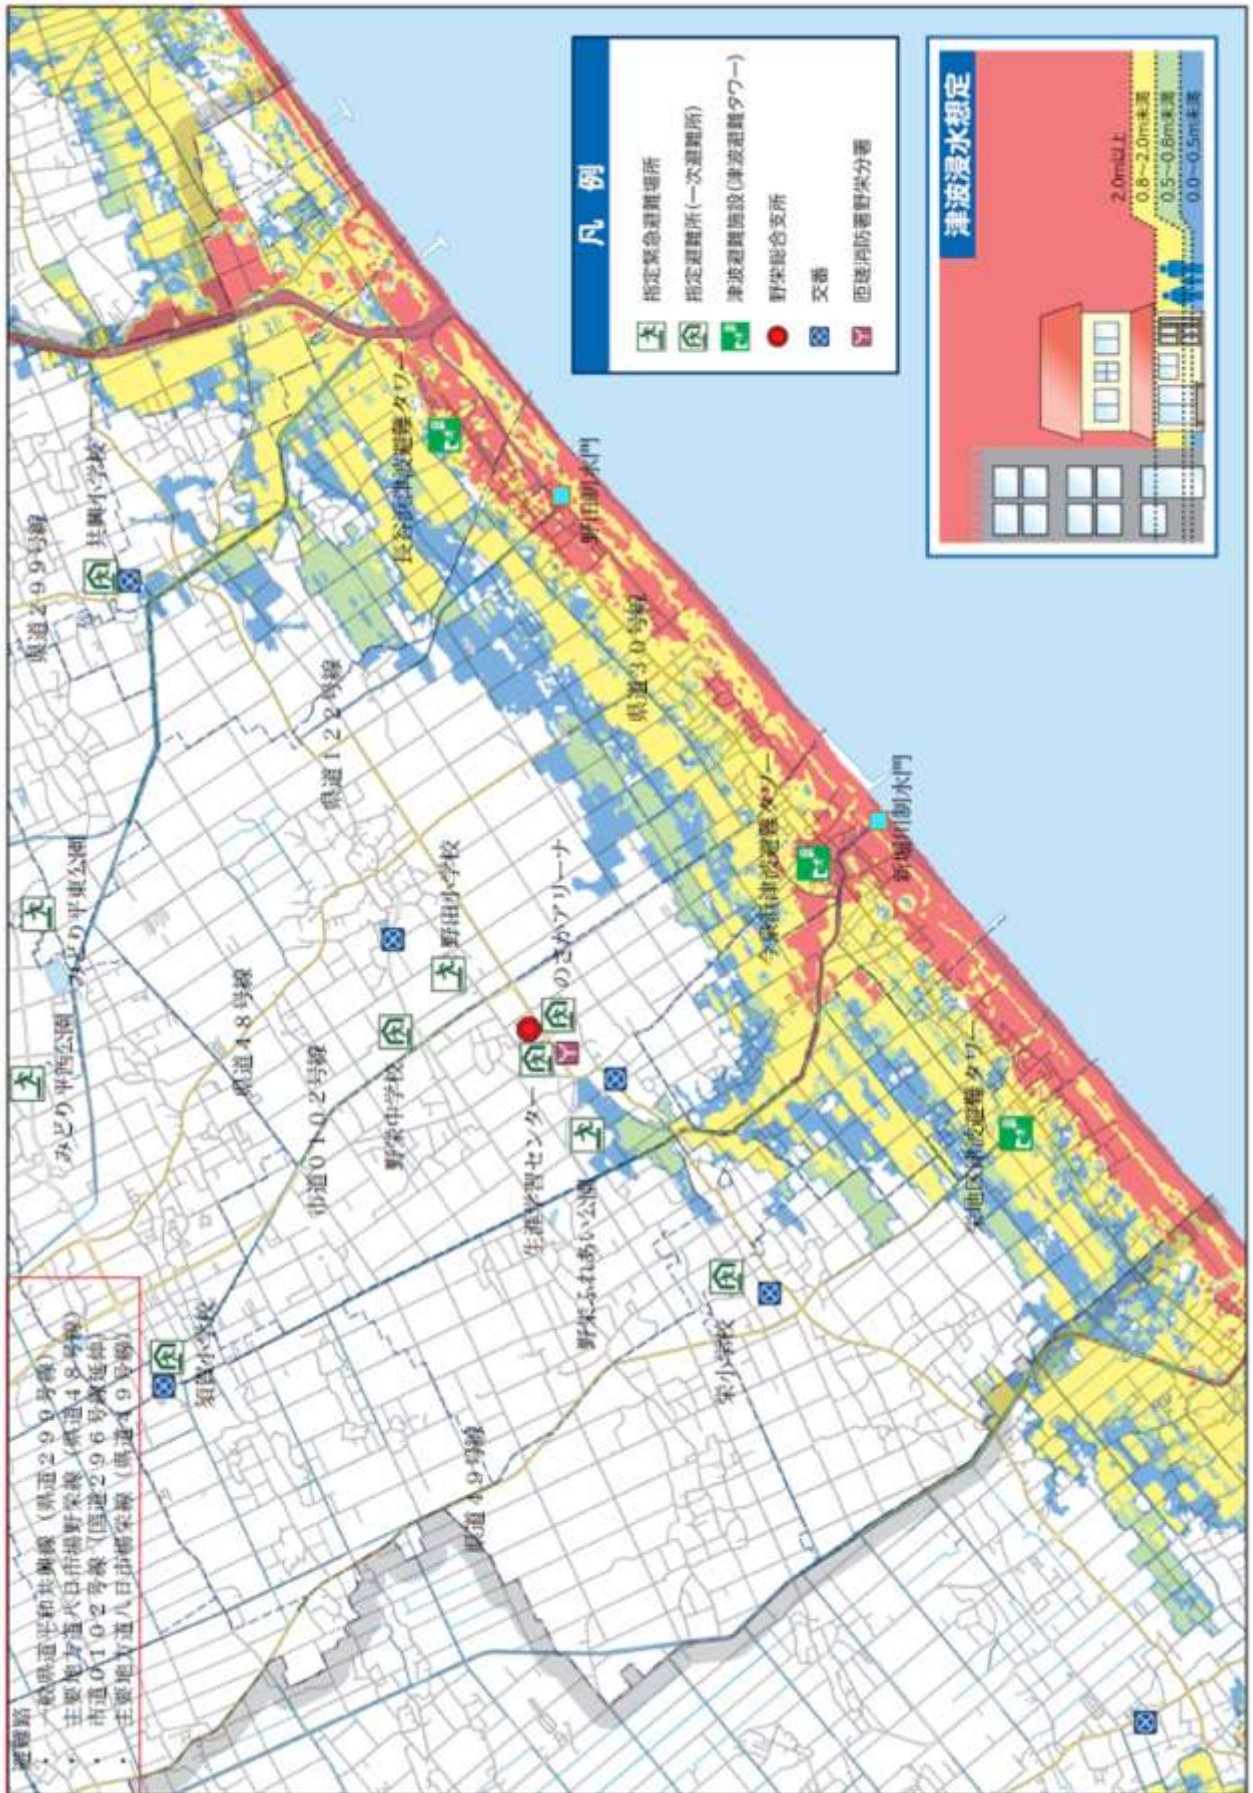 避難路
・ 一般県道平和共興線（県道２９９号線）
・ 主要地方道八日市場野栄線（県道４８号線）
・ 市道０１０２号線（国道２９６号線延伸）
・ 主要地方道八日市場栄線（県道４９号線）
県道２９９号線
共興小学校
みどり平東公園
みどり平西公園
県道１２２号線
県道４８号線
市道０１０２号線
野田小学校
野栄中学校
のさかアリーナ
生涯学習センター
野栄ふれあい公園
栄小学校
県道４９号線
長谷浜津波避難タワー
野田制水門
県道３０号線
今泉浜津波避難タワー
新堀川制水門
栄地区津波避難タワー
凡 例
指定緊急避難場所
指定避難所(一次避難所)
津波避難施設(津波避難タワー)
野栄総合支所
交番
匝瑳消防署野栄分署
津波浸水想定
2.0m以上
0.8～2.0m未満
0.5～0.8m未満
0.0～0.5m未満